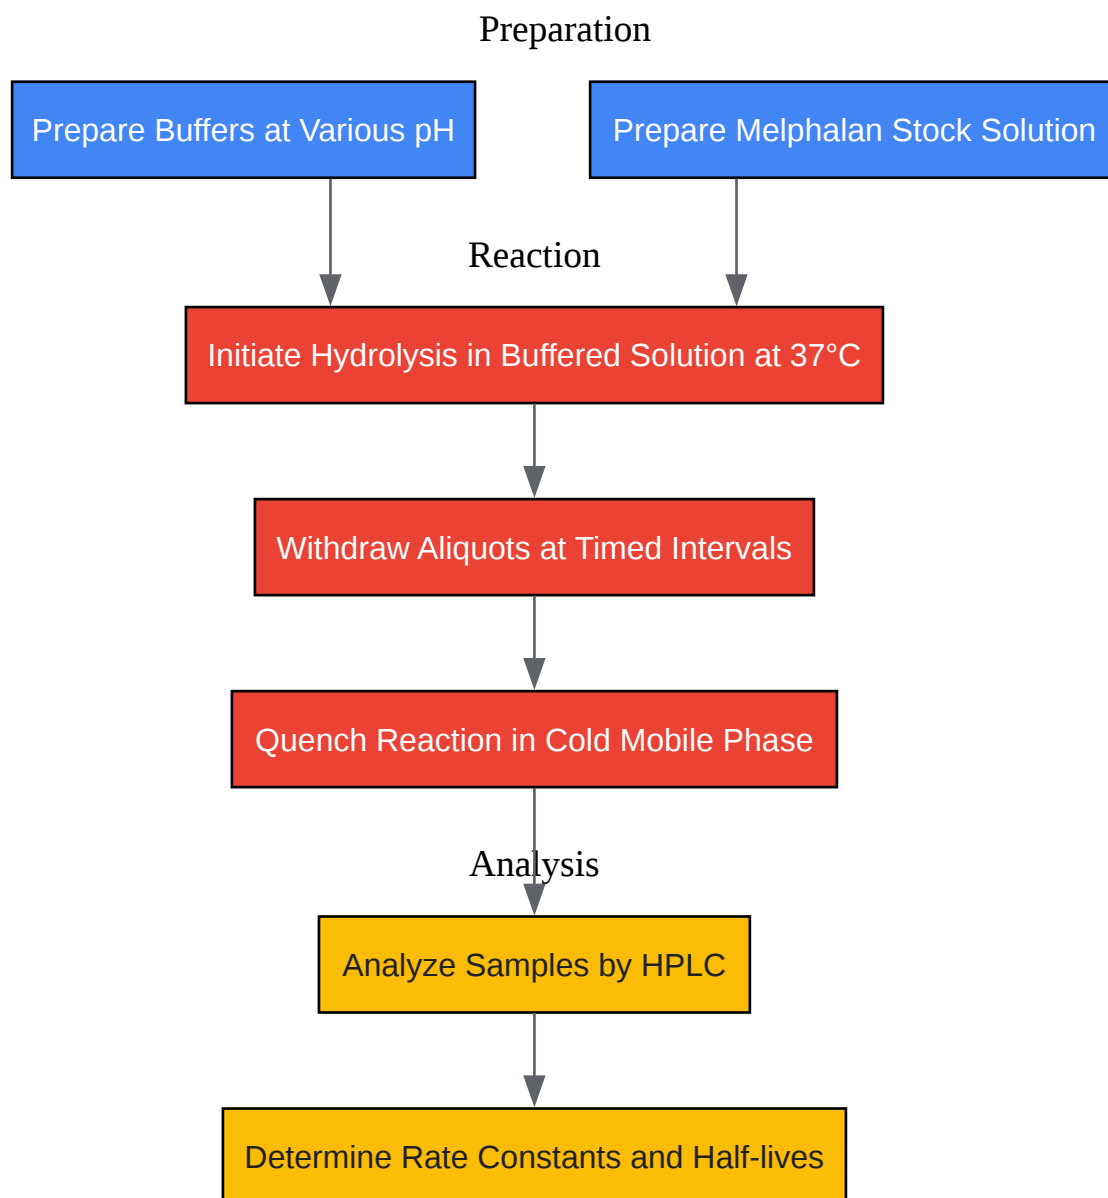 Preparation
Prepare Buffers at Various pH
Prepare Melphalan Stock Solution
Reaction
Initiate Hydrolysis in Buffered Solution at 37°C
Withdraw Aliquots at Timed Intervals
Quench Reaction in Cold Mobile Phase
Analysis
Analyze Samples by HPLC
Determine Rate Constants and Half-lives